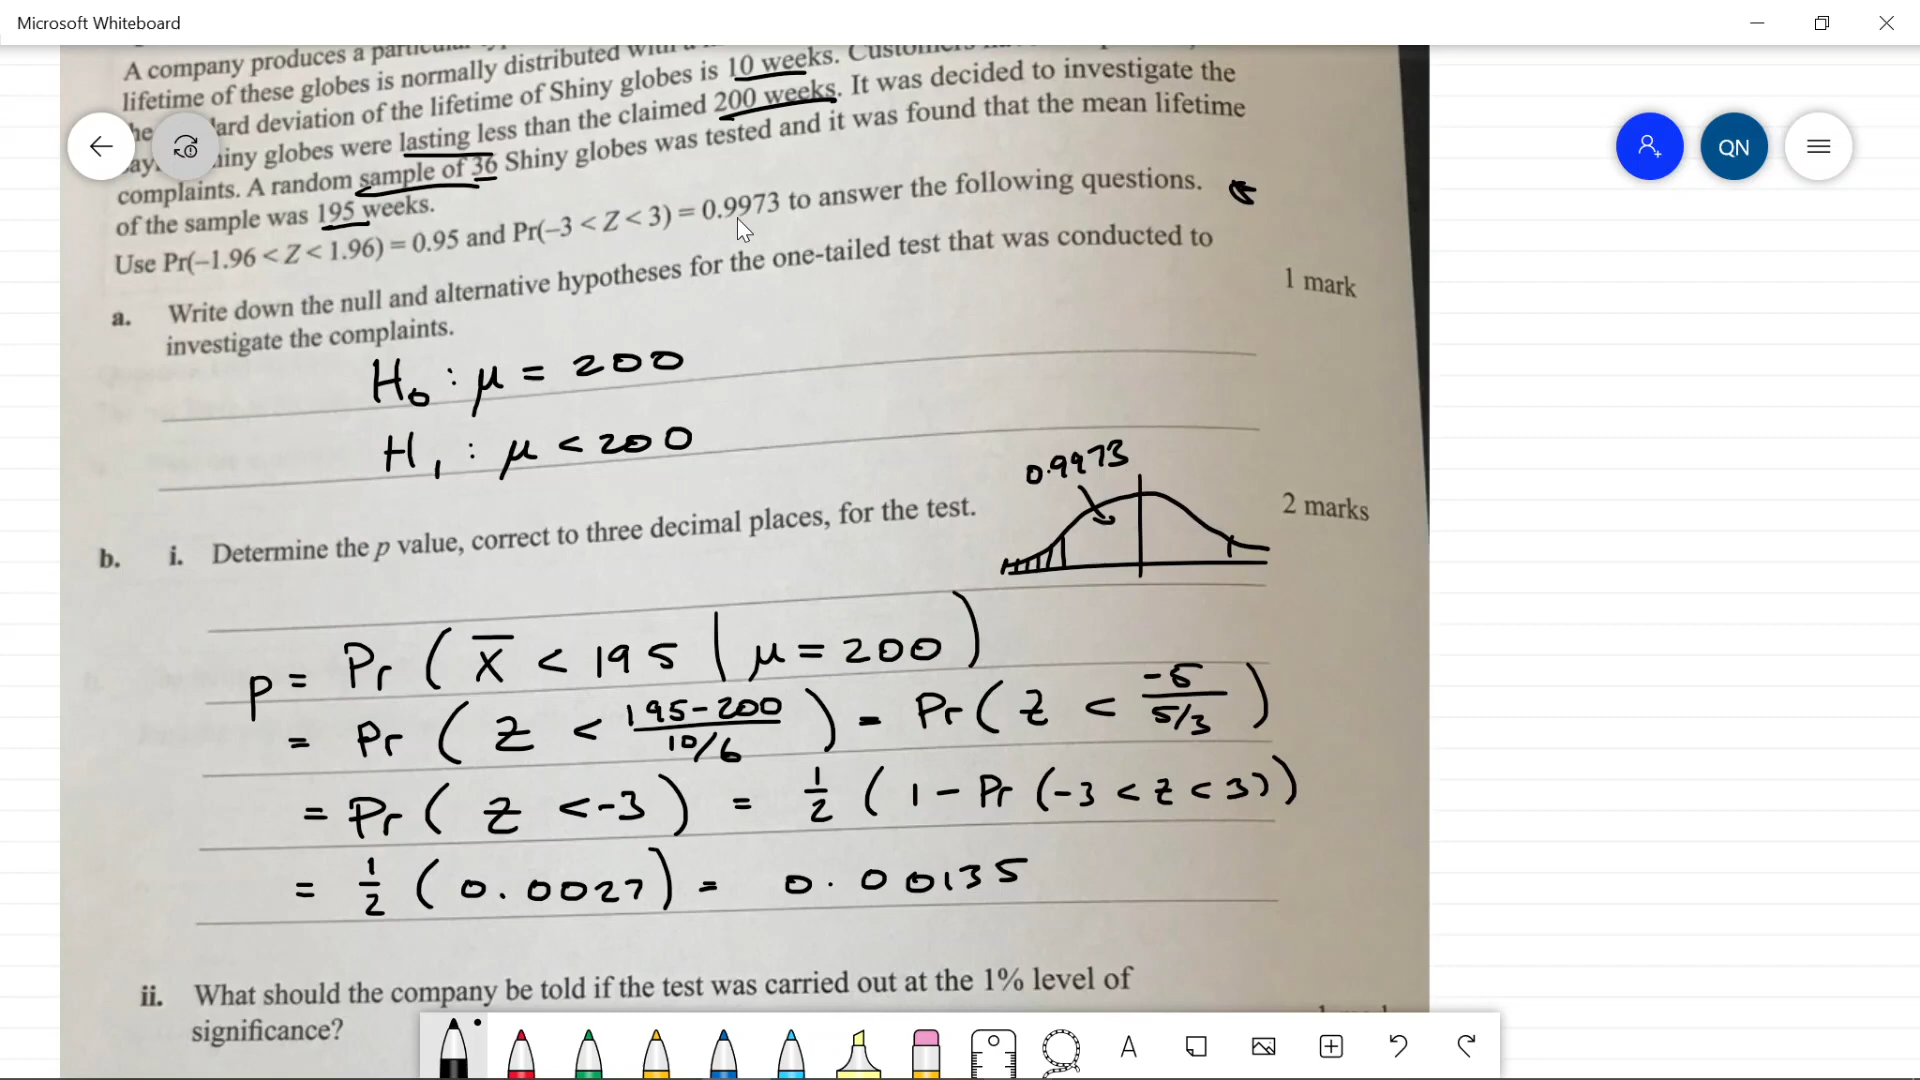 Microsoft Whiteboard
A company produces a
lifetime of these globes is normally distributed
ard deviation of the lifetime of Shiny globes is 10 weeks.
iny globes were lasting less than the claimed 200 weeks. It was decided to investigate the
complaints. A random sample of 36 Shiny globes was tested and it was found that the mean lifetime
of the sample was 195 weeks.
Use Pr(–1.96 < Z < 1.96) = 0.95 and Pr(–3 < Z < 3) = 0.9973 to answer the following questions.
QN
a. Write down the null and alternative hypotheses for the one-tailed test that was conducted to
investigate the complaints.
1 mark
H₀ : μ = 200
H₁ : μ < 200
0.9973
b. i. Determine the p value, correct to three decimal places, for the test.
2 marks
p = Pr ( X̄ < 195 | μ = 200 )
= Pr ( Z < (195-200)/(10/6) ) = Pr ( Z < -5/(5/3) )
= Pr ( Z < -3 ) = 1/2 ( 1 - Pr (-3 < Z < 3) )
= 1/2 ( 0.0027 ) = 0.00135
ii. What should the company be told if the test was carried out at the 1% level of
significance?